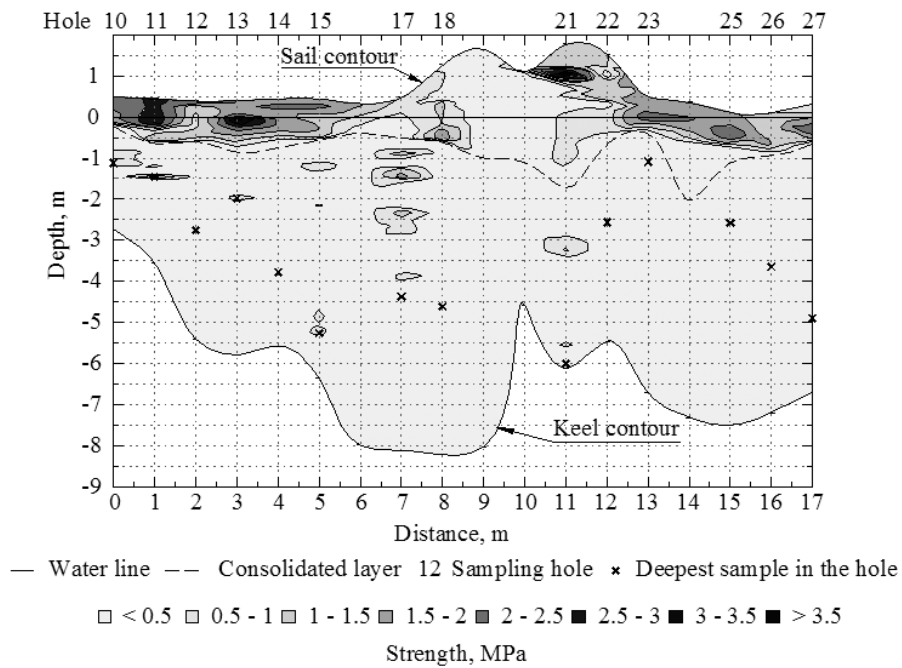 Hole 10 11 12 13 14 15 17 18 21 22 23 25 26 27
Sail contour
1
0
-1
-2
-3
-4
-5
-6
-7
-8
-9
Depth, m
Keel contour
0 1 2 3 4 5 6 7 8 9 10 11 12 13 14 15 16 17
Distance, m
Water line Consolidated layer 12 Sampling hole × Deepest sample in the hole
< 0.5 0.5 - 1 1 - 1.5 1.5 - 2 2 - 2.5 2.5 - 3 3 - 3.5 > 3.5
Strength, MPa